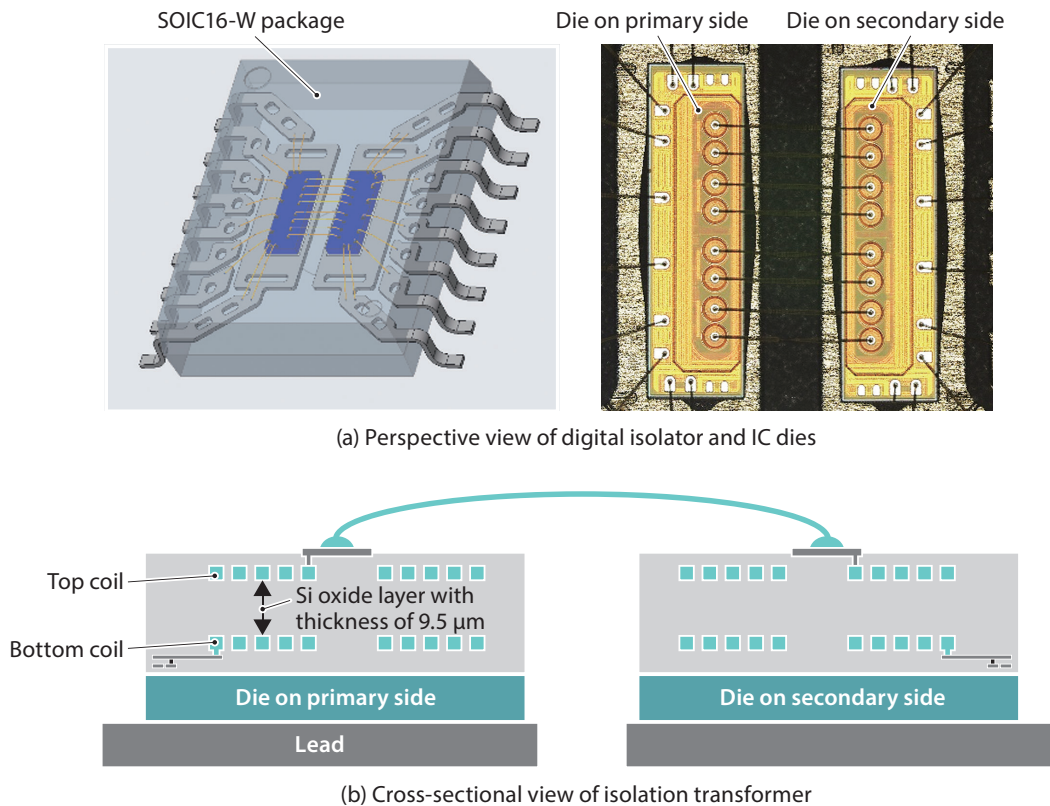 SOIC16-W package
Die on primary side
Die on secondary side
(a) Perspective view of digital isolator and IC dies
Top coil
Si oxide layer with
thickness of 9.5 μm
Bottom coil
Die on primary side
Die on secondary side
Lead
(b) Cross-sectional view of isolation transformer